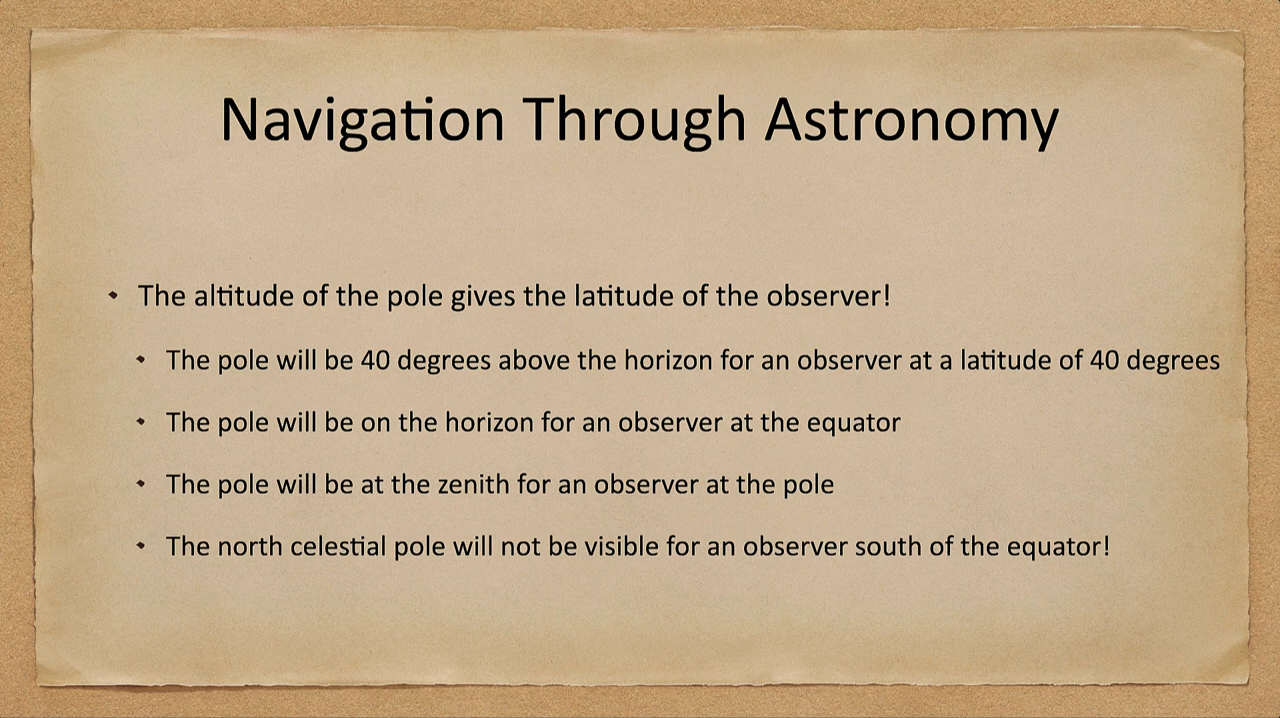 Navigation Through Astronomy
• The altitude of the pole gives the latitude of the observer!
• The pole will be 40 degrees above the horizon for an observer at a latitude of 40 degrees
• The pole will be on the horizon for an observer at the equator
• The pole will be at the zenith for an observer at the pole
• The north celestial pole will not be visible for an observer south of the equator!